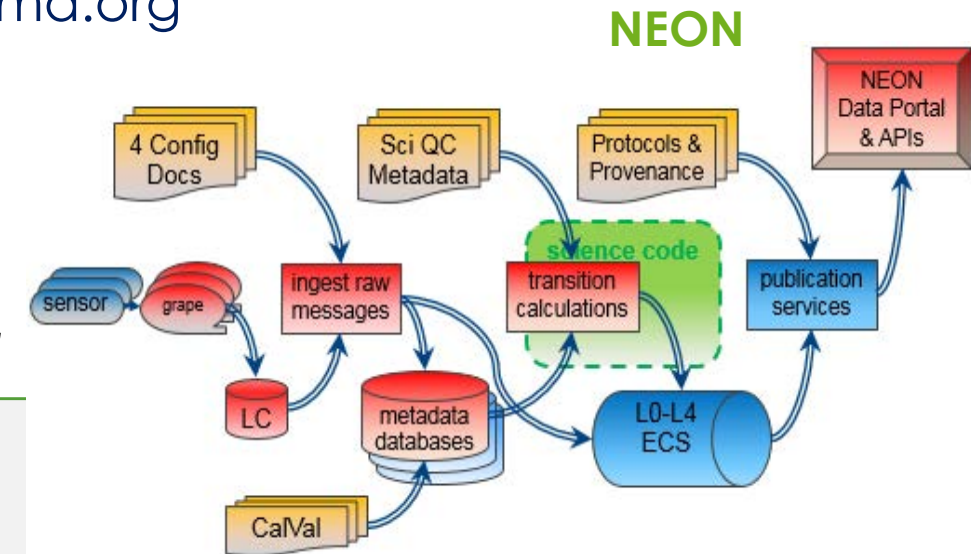 ma.org
NEON
NEON
Data Portal
& APIs
4 Config
Docs
Sci QC
Metadata
Protocols &
Provenance
science code
sensor
grape
ingest raw
messages
transition
calculations
publication
services
LC
metadata
databases
L0-L4
ECS
CalVal